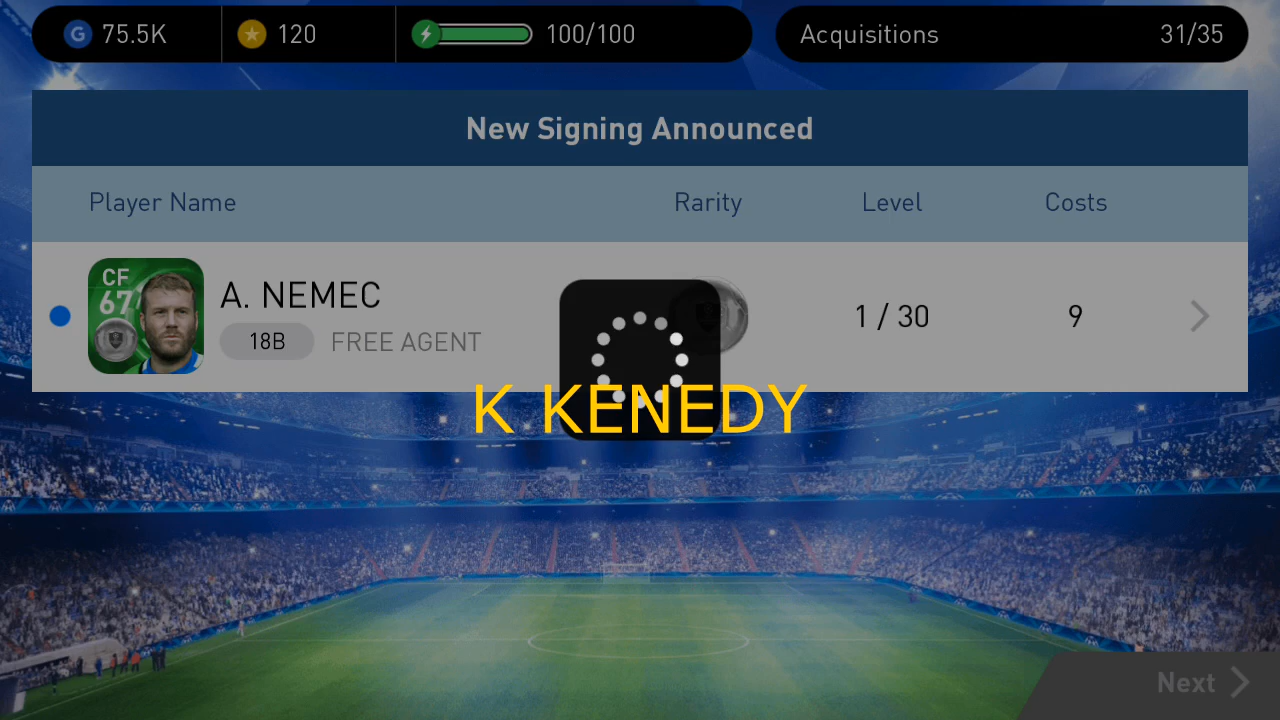 75.5K 120 100/100 Acquisitions 31/35
New Signing Announced
Player Name Rarity Level Costs
CF
67
A. NEMEC
1 / 30 9
18B FREE AGENT
K KENEDY
Next